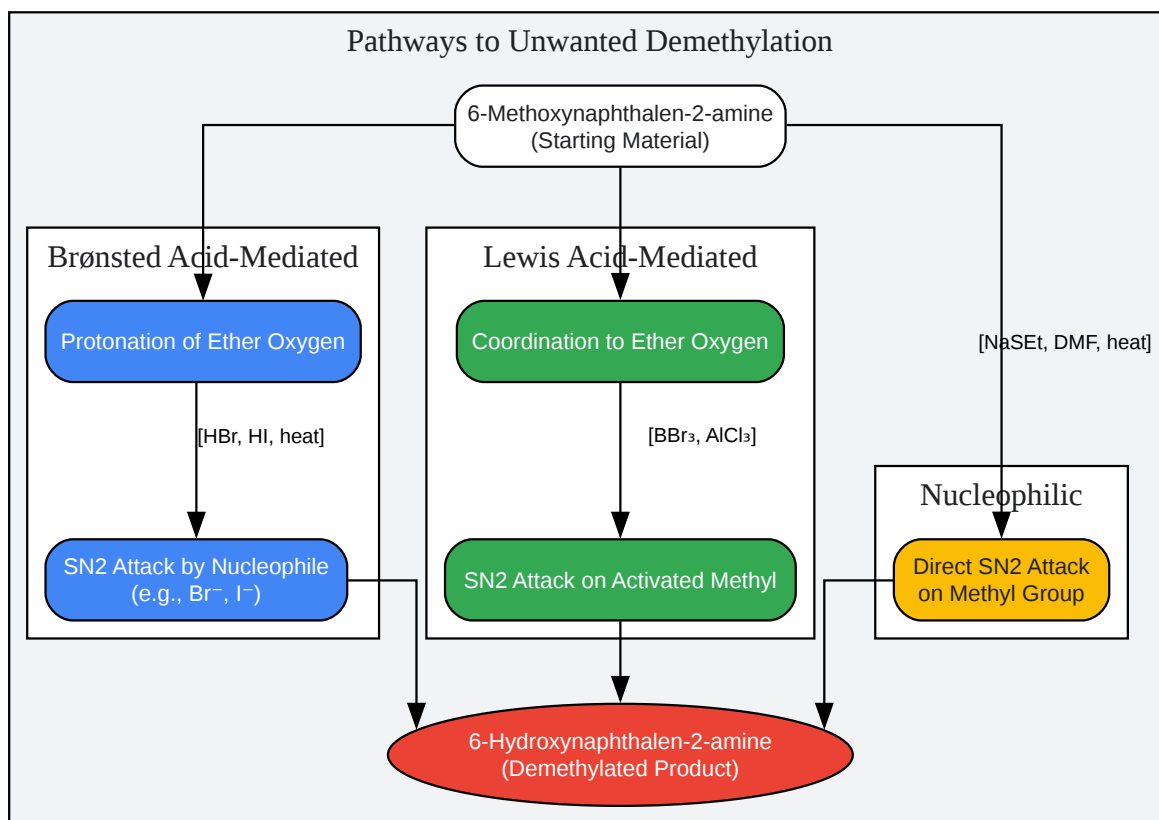 Pathways to Unwanted Demethylation
6-Methoxynaphthalen-2-amine
(Starting Material)
Brønsted Acid-Mediated
Lewis Acid-Mediated
Protonation of Ether Oxygen
Coordination to Ether Oxygen
[NaSEt, DMF, heat]
[HBr, HI, heat]
[BBr₃, AlCl₃]
Nucleophilic
SN2 Attack by Nucleophile
(e.g., Br⁻, I⁻)
SN2 Attack on Activated Methyl
Direct SN2 Attack
on Methyl Group
6-Hydroxynaphthalen-2-amine
(Demethylated Product)